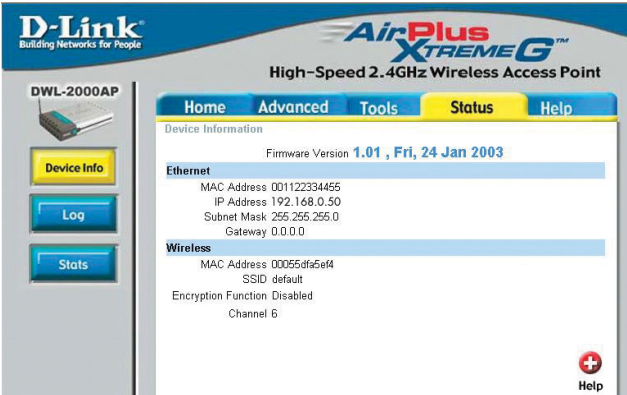 D-Link®
Building Networks for People
AirPlus
XTREME G™
High-Speed 2.4GHz Wireless Access Point
DWL-2000AP
Home Advanced Tools Status Help
Device Information
Firmware Version 1.01 , Fri, 24 Jan 2003
Device Info
Log
Stats
Ethernet
MAC Address 001122334455
IP Address 192.168.0.50
Subnet Mask 255.255.255.0
Gateway 0.0.0.0
Wireless
MAC Address 00055dfa5ef4
SSID default
Encryption Function Disabled
Channel 6
Help